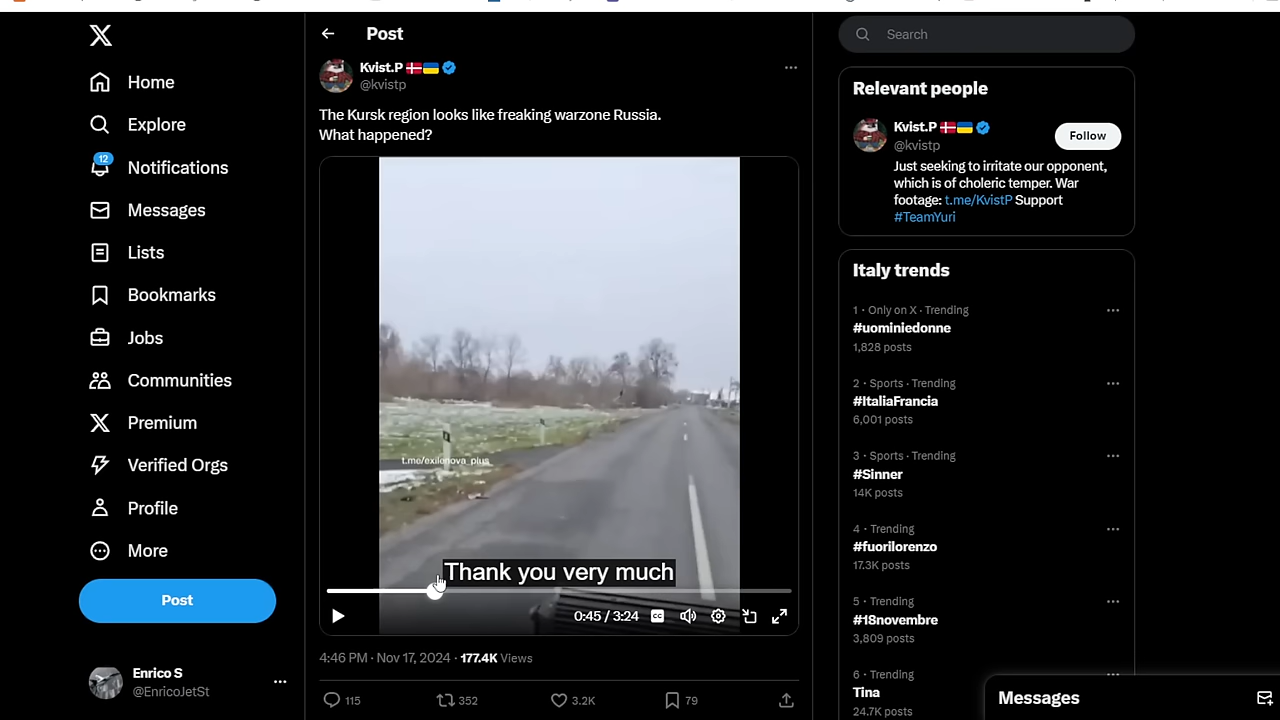 Home
Explore
12
Notifications
Messages
Lists
Bookmarks
Jobs
Communities
Premium
Verified Orgs
Profile
More
Post
Enrico S
@EnricoJetSt
Post
Kvist.P
@kvistp
The Kursk region looks like freaking warzone Russia.
What happened?
t.me/exilenova_plus
Thank you very much
0:45 / 3:24
4:46 PM · Nov 17, 2024 · 177.4K Views
115 352 3.2K 79
Search
Relevant people
Kvist.P
@kvistp
Follow
Just seeking to irritate our opponent,
which is of choleric temper. War
footage: t.me/KvistP Support
#TeamYuri
Italy trends
1 · Only on X · Trending
#uominiedonne
1,828 posts
2 · Sports · Trending
#ItaliaFrancia
6,001 posts
3 · Sports · Trending
#Sinner
14K posts
4 · Trending
#fuorilorenzo
17.3K posts
5 · Trending
#18novembre
3,809 posts
6 · Trending
Tina
24.7K posts
Messages